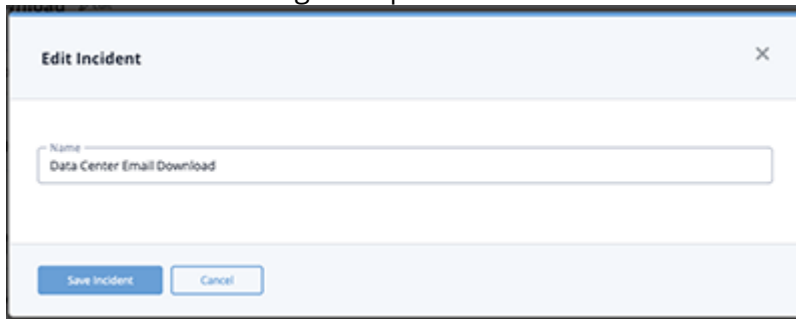 Edit Incident
Name
Data Center Email Download
Save Incident
Cancel